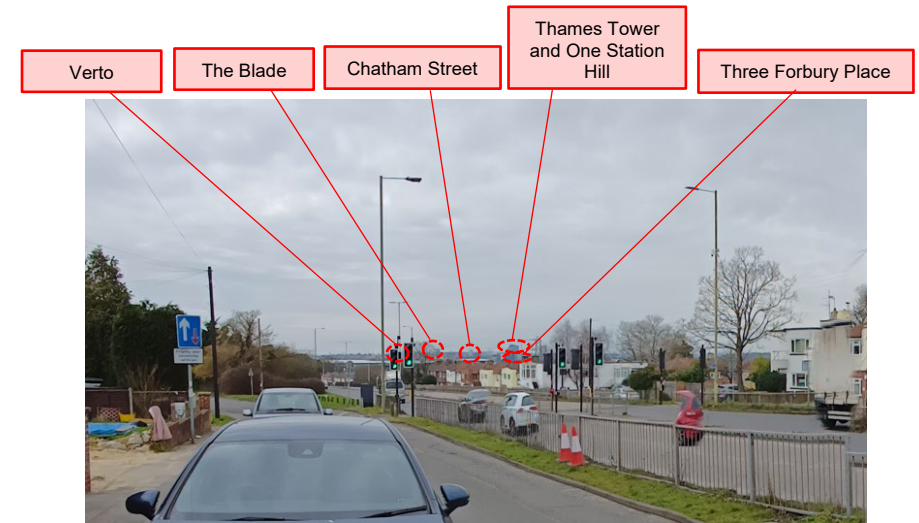 Verto
The Blade
Chatham Street
Thames Tower
and One Station
Hill
Three Forbury Place